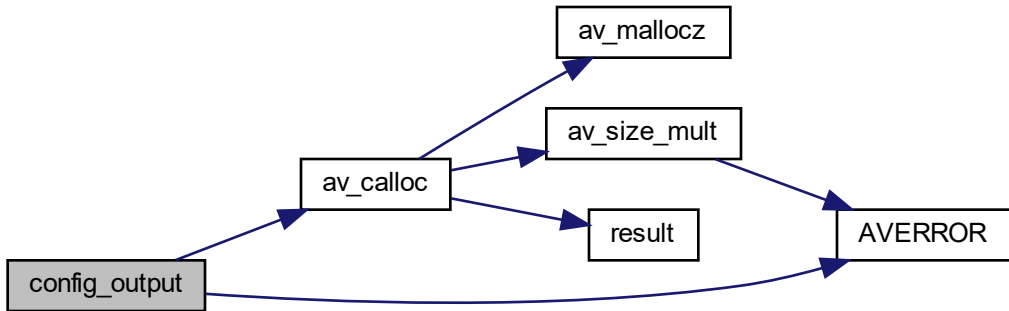 av_mallocz
av_size_mult
av_calloc
result
AVERROR
config_output